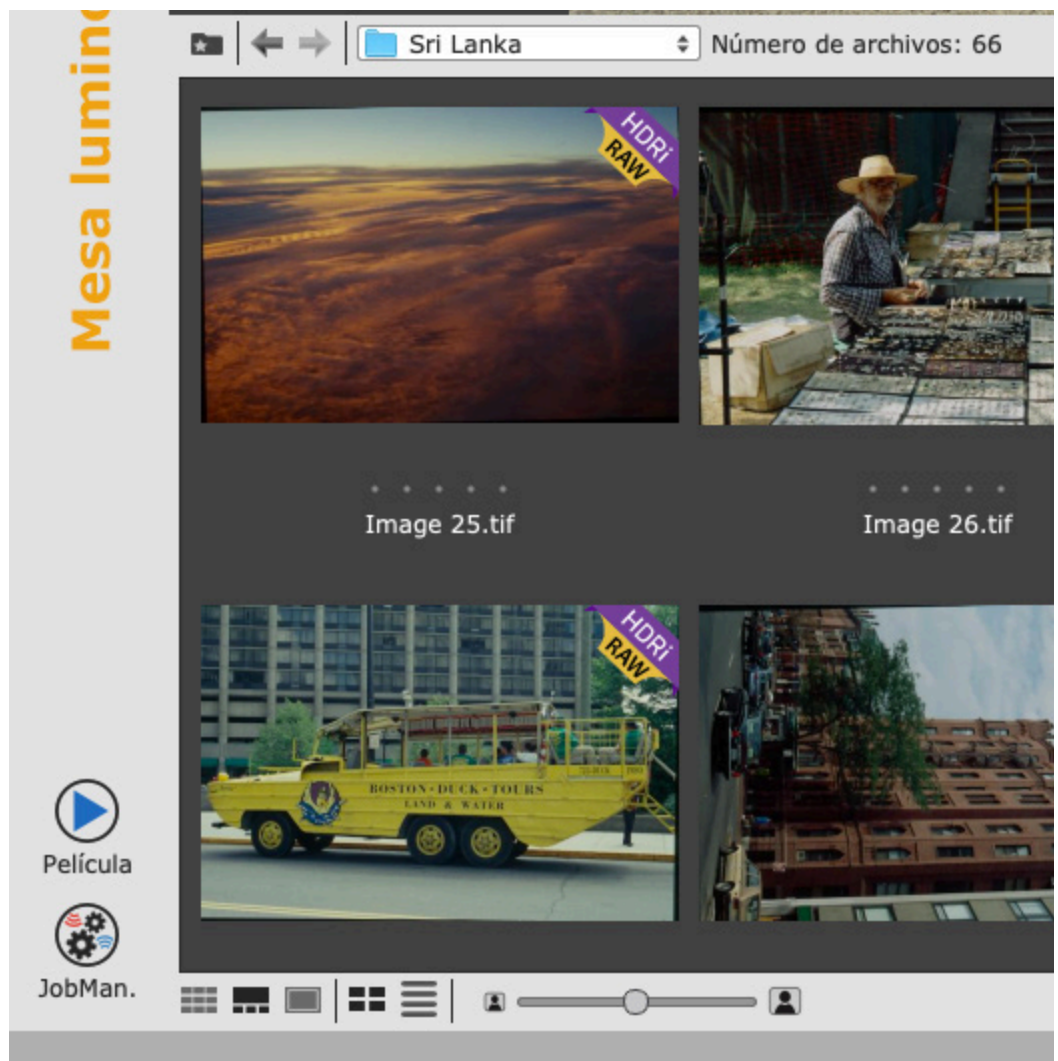 Mesa lumino
Sri Lanka
Número de archivos: 66
HDRi
RAW
Image 25.tif
Image 26.tif
HDRi
RAW
BOSTON·DUCK·TOURS
LAND & WATER
Película
JobMan.